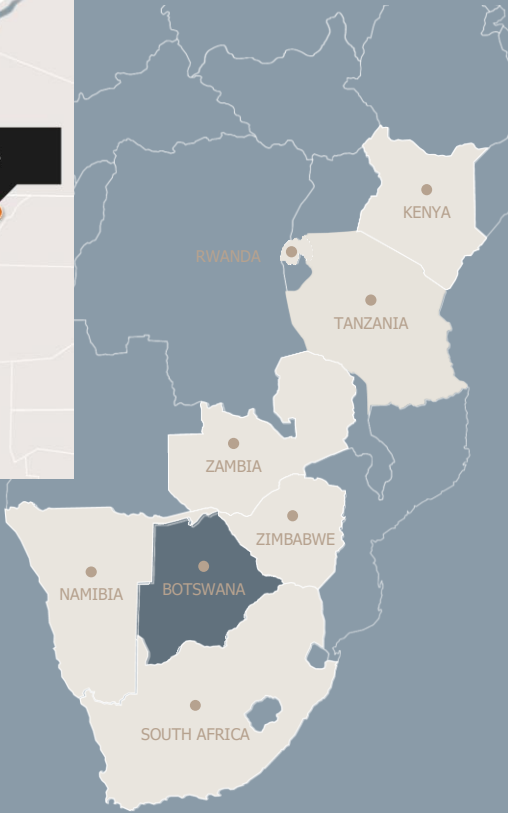 KENYA
RWANDA
TANZANIA
ZAMBIA
ZIMBABWE
BOTSWANA
NAMIBIA
SOUTH AFRICA